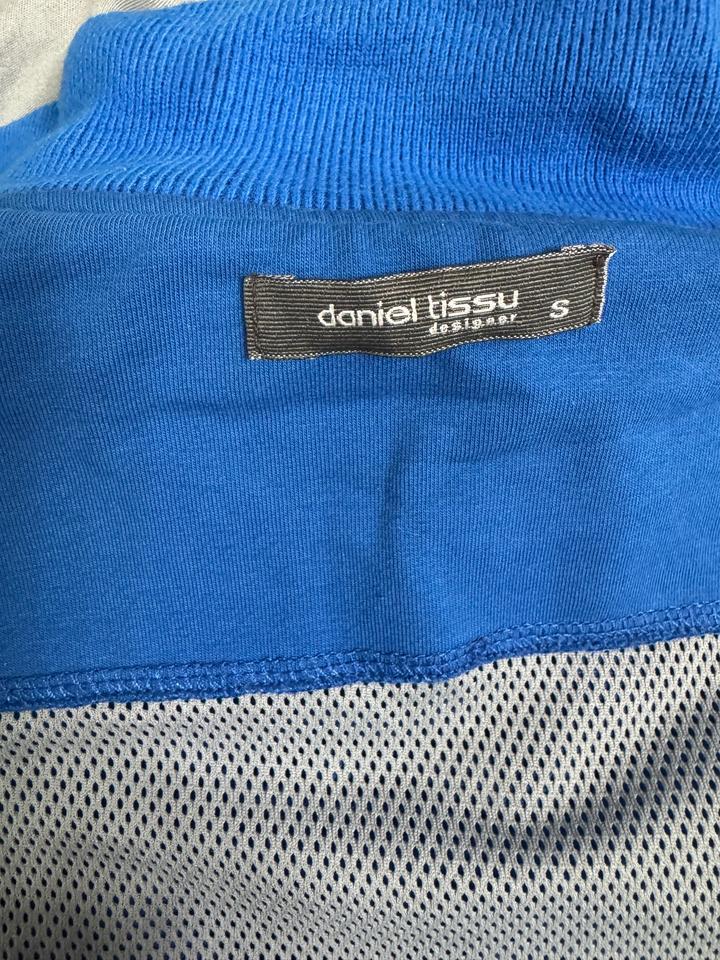 daniel tissu
designer
S